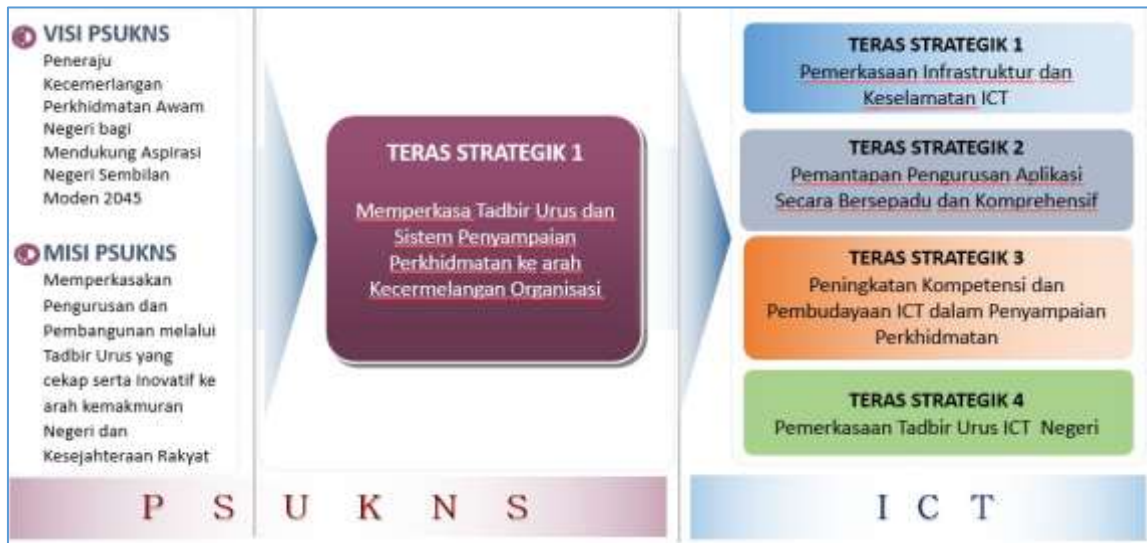 VISI PSUKNS
Peneraju
Kecemerlangan
Perkhidmatan Awam
Negeri bagi
Mendukung Aspirasi
Negeri Sembilan
Moden 2045
MISI PSUKNS
Memperkasakan
Pengurusan dan
Pembangunan melalui
Tadbir Urus yang
cekap serta Inovatif ke
arah kemakmuran
Negeri dan
Kesejahteraan Rakyat
TERAS STRATEGIK 1
Memperkasa Tadbir Urus dan
Sistem Penyampaian
Perkhidmatan ke arah
Kecermelangan Organisasi
TERAS STRATEGIK 1
Pemerkasaan Infrastruktur dan
Keselamatan ICT
TERAS STRATEGIK 2
Pemantapan Pengurusan Aplikasi
Secara Bersepadu dan Komprehensif
TERAS STRATEGIK 3
Peningkatan Kompetensi dan
Pembudayaan ICT dalam Penyampaian
Perkhidmatan
TERAS STRATEGIK 4
Pemerkasaan Tadbir Urus ICT Negeri
P S U K N S
I C T